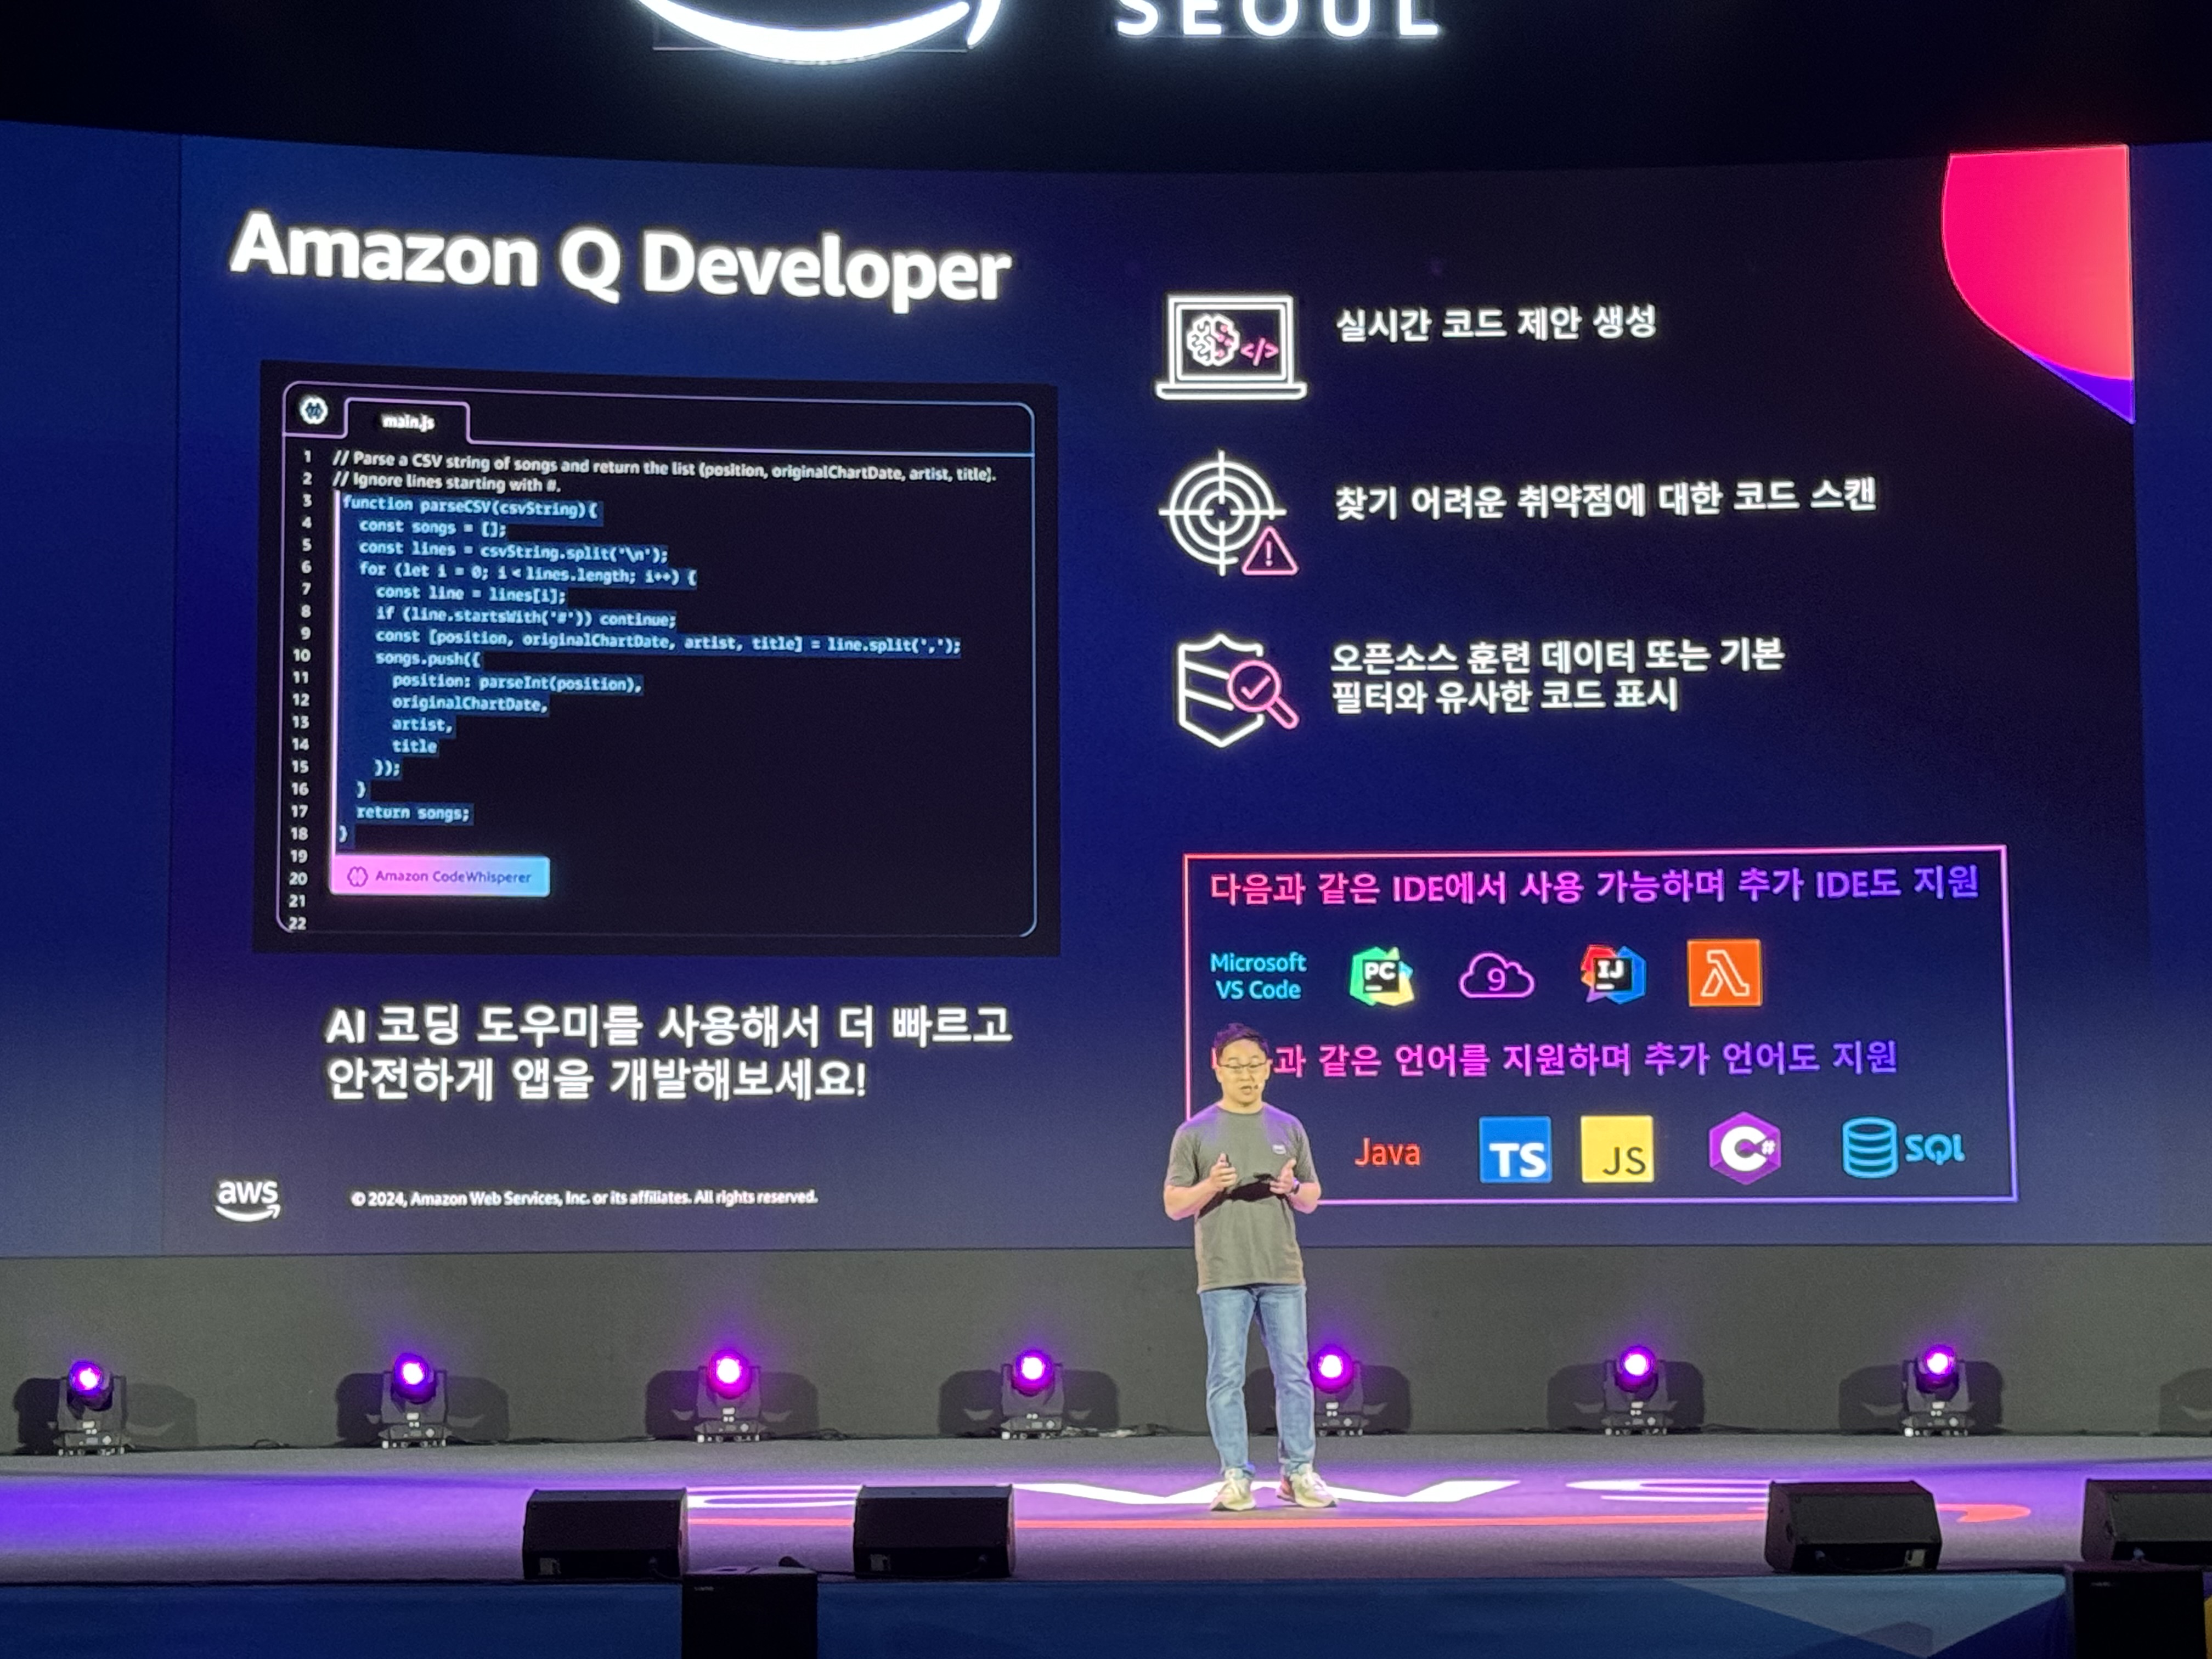 SEOUL
Amazon Q Developer
main.js
1 // Parse a CSV string of songs and return the list (position, originalChartDate, artist, title).
2 // Ignore lines starting with #.
3 function parseCSV(csvString){
4 const songs = [];
5 const lines = csvString.split('\n');
6 for (let i = 0; i < lines.length; i++) {
7 const line = lines[i];
8 if (line.startsWith('#')) continue;
9 const [position, originalChartDate, artist, title] = line.split(',');
10 songs.push({
11 position: parseInt(position),
12 originalChartDate,
13 artist,
14 title
15 });
16 }
17 return songs;
18 }
19
20 Amazon CodeWhisperer
21
22
AI 코딩 도우미를 사용해서 더 빠르고
안전하게 앱을 개발해보세요!
aws
© 2024, Amazon Web Services, Inc. or its affiliates. All rights reserved.
</>
실시간 코드 제안 생성
찾기 어려운 취약점에 대한 코드 스캔
오픈소스 훈련 데이터 또는 기본
필터와 유사한 코드 표시
다음과 같은 IDE에서 사용 가능하며 추가 IDE도 지원
Microsoft
VS Code
PC
9
IJ
λ
과 같은 언어를 지원하며 추가 언어도 지원
Java
TS
JS
C#
SQL
aws